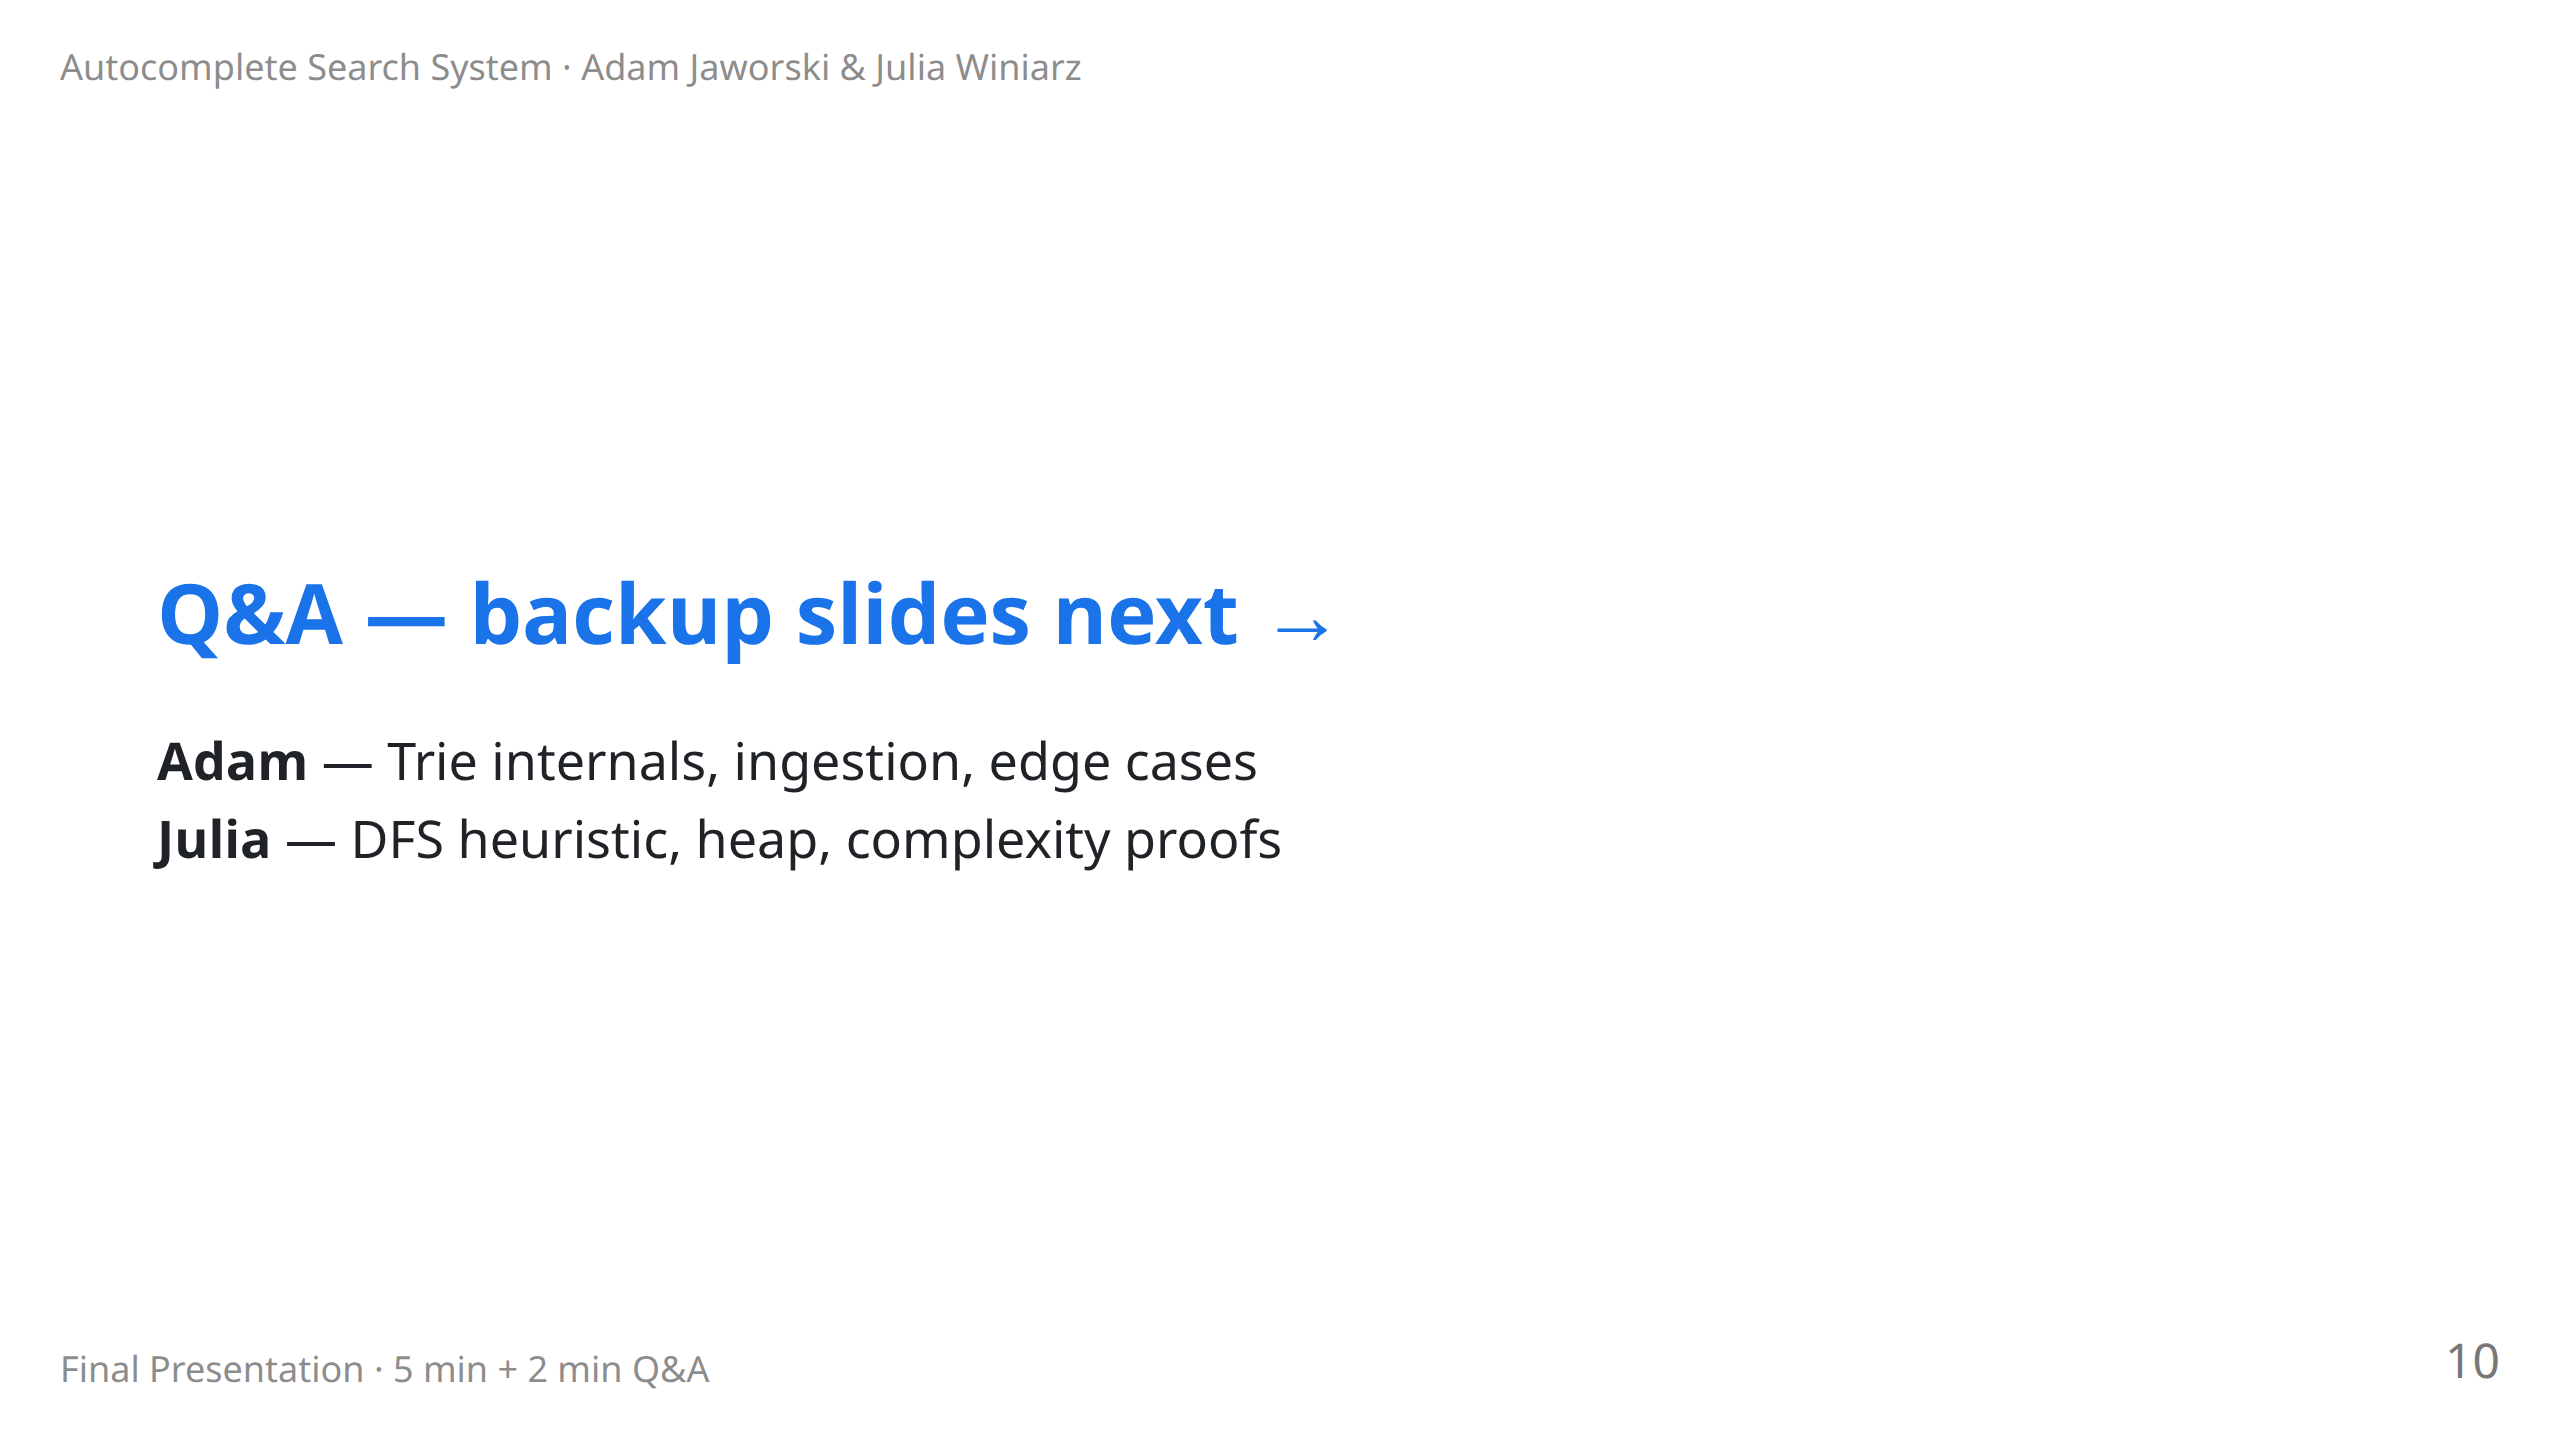 Autocomplete Search System · Adam Jaworski & Julia Winiarz
Q&A — backup slides next →
Adam — Trie internals, ingestion, edge cases
Julia — DFS heuristic, heap, complexity proofs
Final Presentation · 5 min + 2 min Q&A
10